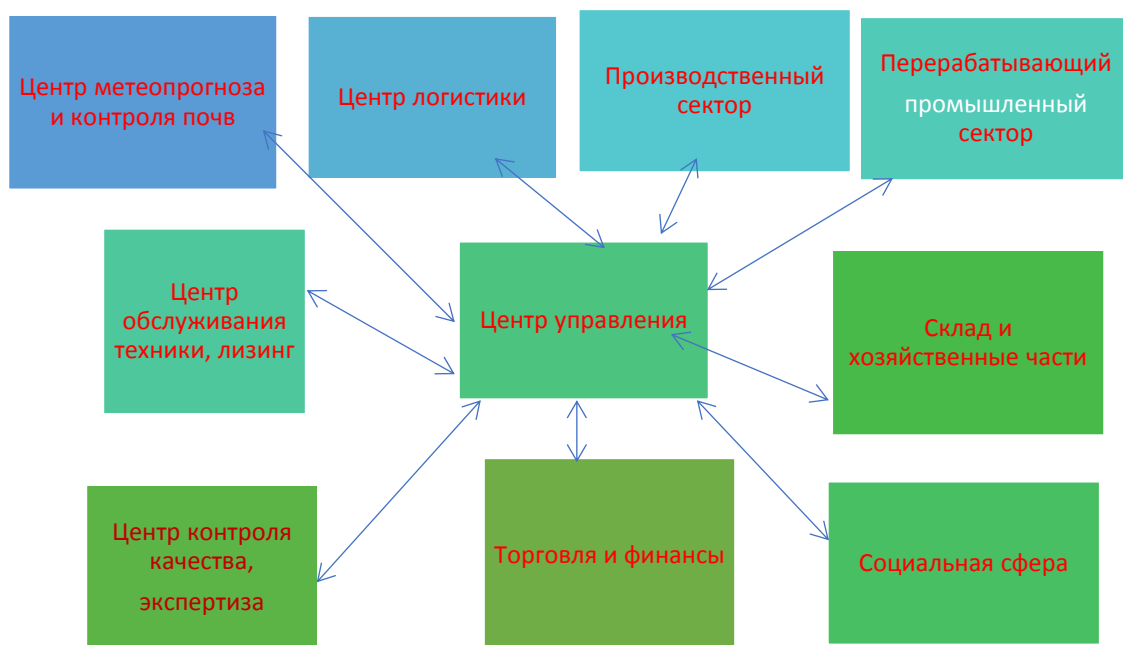 Центр метеопрогноза
и контроля почв
Центр логистики
Производственный
сектор
Перерабатывающий
промышленный
сектор
Центр
обслуживания
техники, лизинг
Центр управления
Склад и
хозяйственные части
Центр контроля
качества,
экспертиза
Торговля и финансы
Социальная сфера